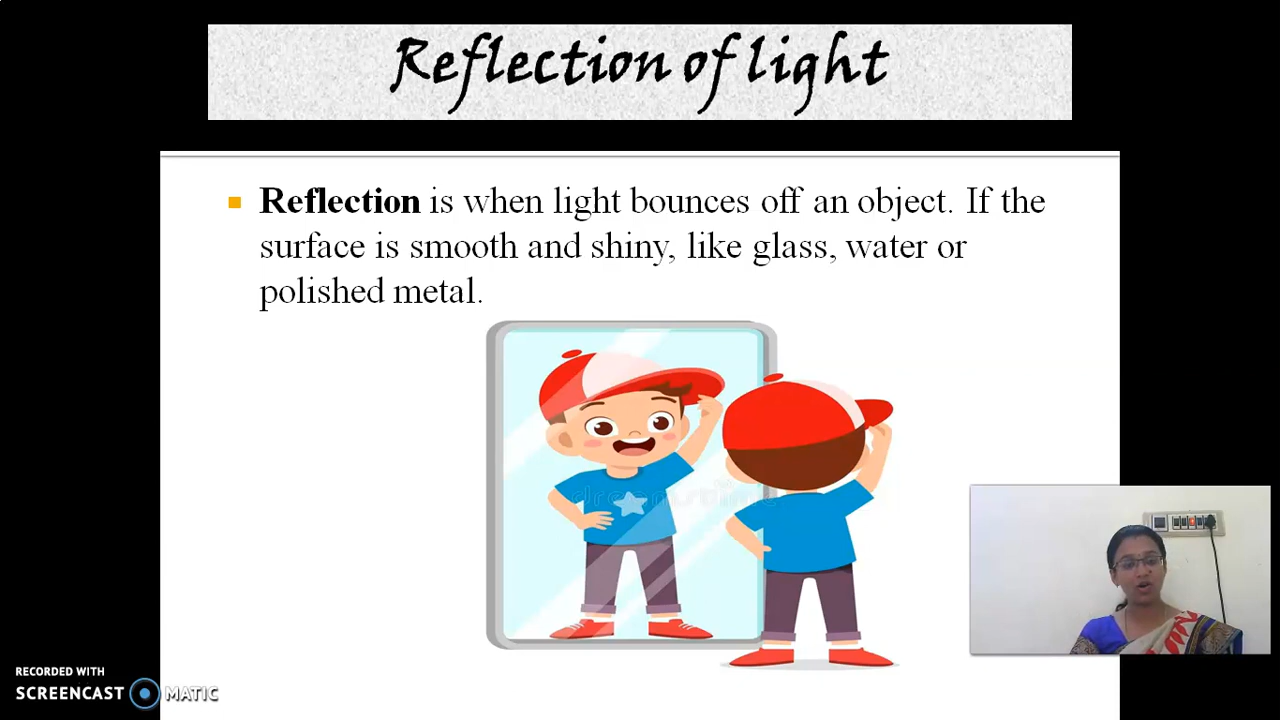 Reflection of light
Reflection is when light bounces off an object. If the
surface is smooth and shiny, like glass, water or
polished metal.
dreamstime
RECORDED WITH
SCREENCAST MATIC